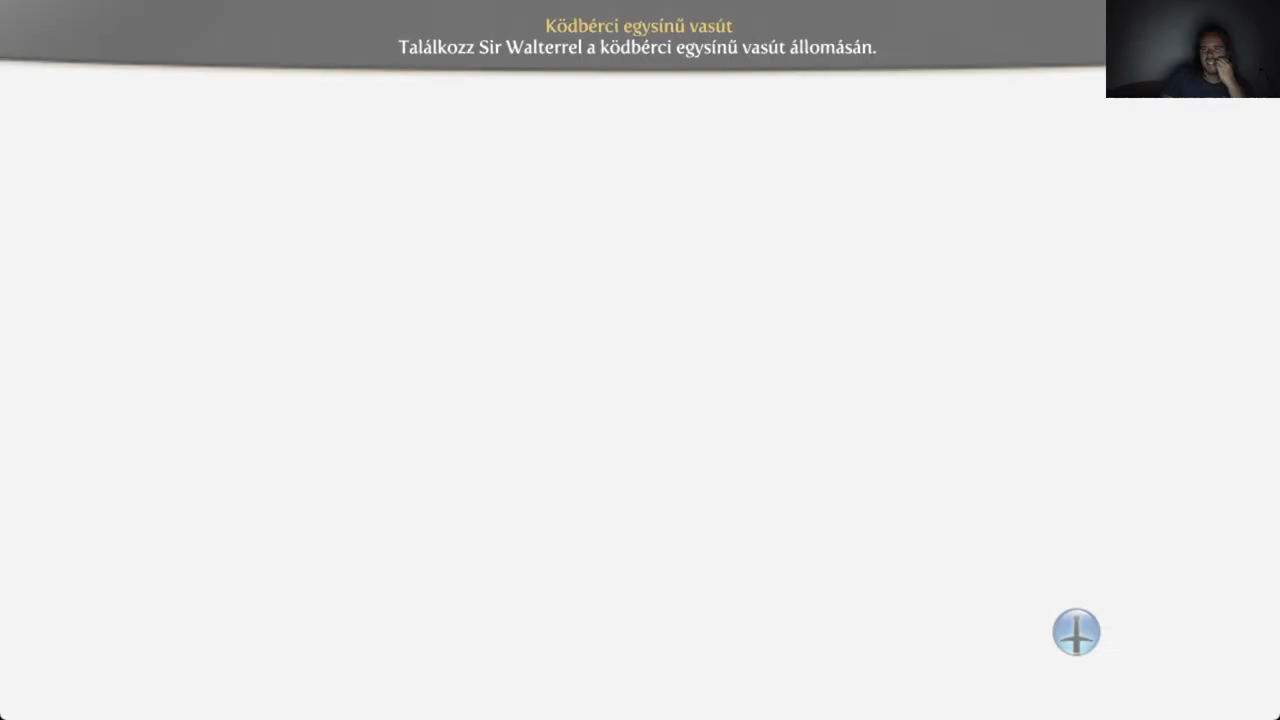 Ködbérci egysínű vasút
Találkozz Sir Walterrel a ködbérci egysínű vasút állomásán.